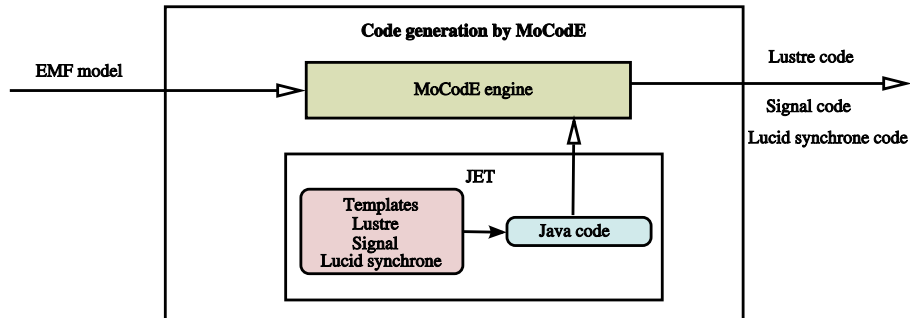 Code generation by MoCodE
EMF model
MoCodE engine
Lustre code
Signal code
Lucid synchrone code
JET
Templates
Lustre
Signal
Lucid synchrone
Java code